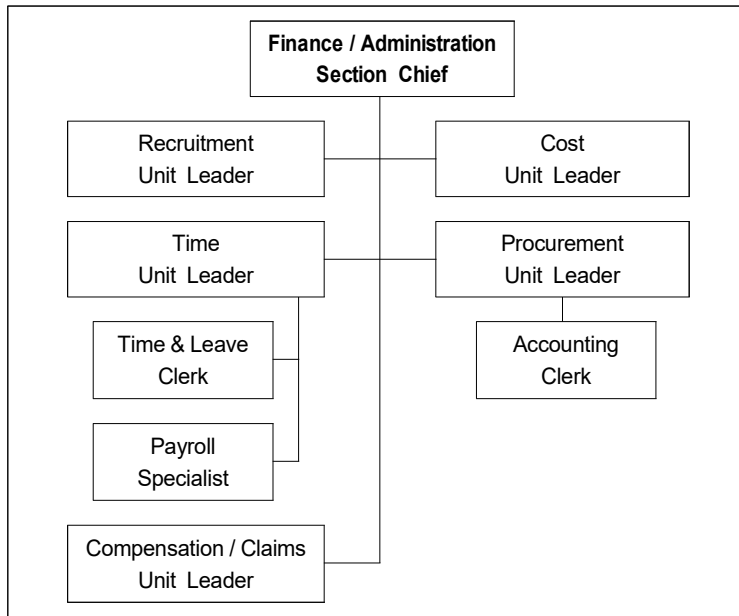 Finance / Administration
Section Chief
Recruitment
Unit Leader
Cost
Unit Leader
Time
Unit Leader
Procurement
Unit Leader
Time & Leave
Clerk
Accounting
Clerk
Payroll
Specialist
Compensation / Claims
Unit Leader